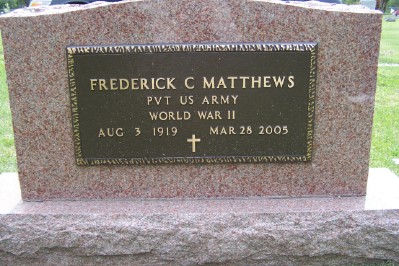 FREDERICK C MATTHEWS
PVT US ARMY
WORLD WAR II
AUG 3 1919 MAR 28 2005